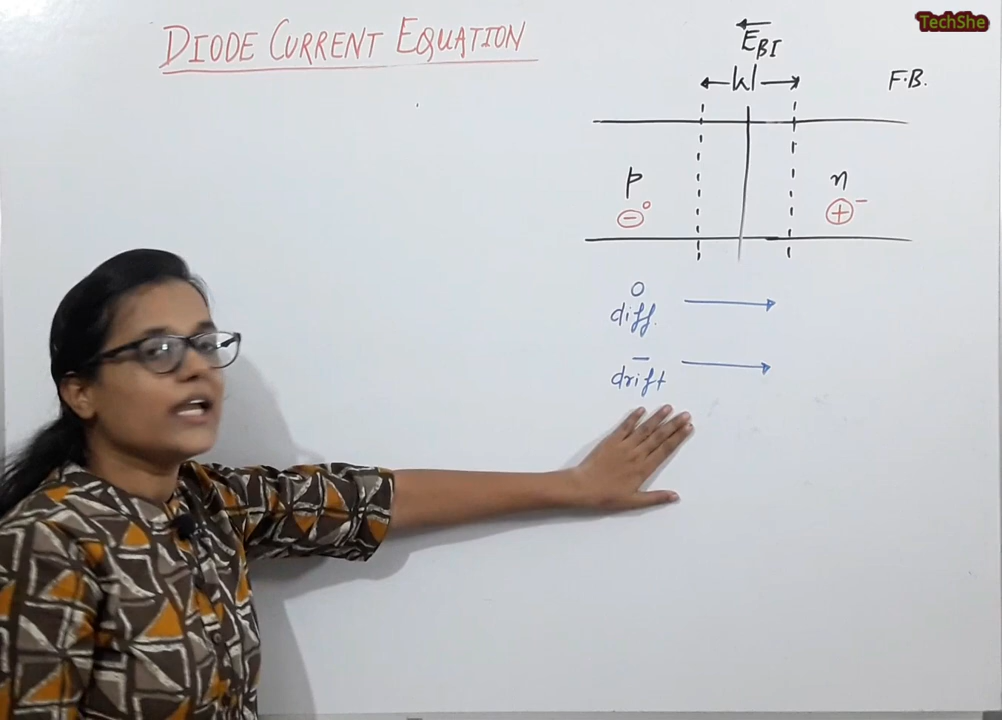 TechShe
DIODE CURRENT EQUATION
E_BI
W
F.B.
p
n
⊖°
⊕⁻
o
diff.
–
drift